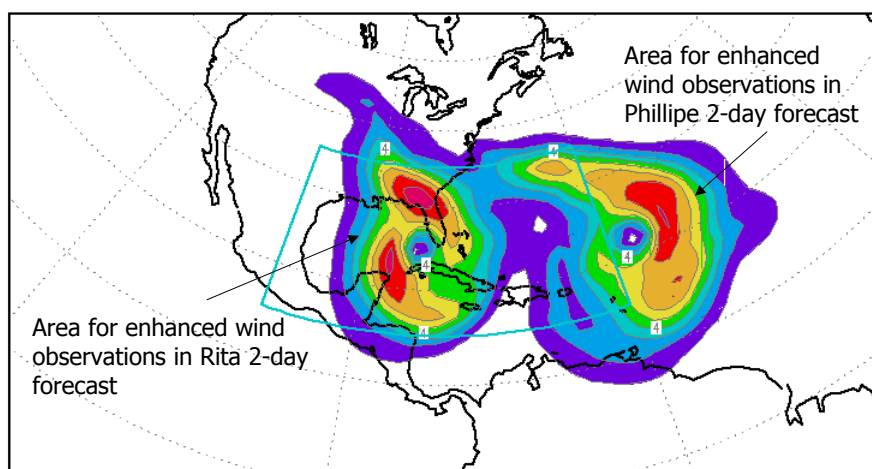 Area for enhanced
wind observations in
Phillipe 2-day forecast
4
4
4
4
4
4
Area for enhanced wind
observations in Rita 2-day
forecast